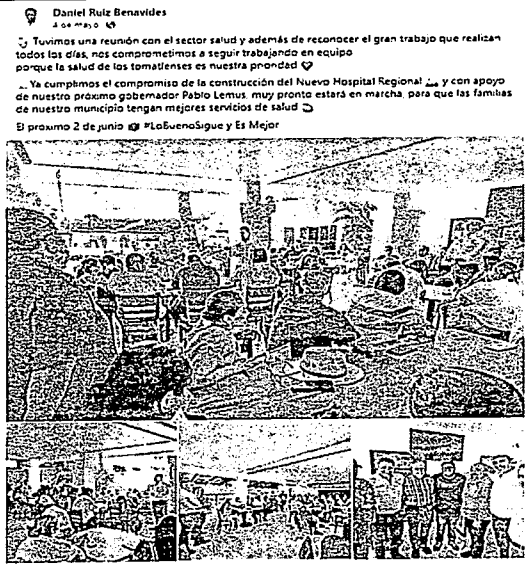 Daniel Ruiz Benavides
4 de mayo
Tuvimos una reunión con el sector salud y además de reconocer el gran trabajo que realizan
todos los días, nos comprometimos a seguir trabajando en equipo
porque la salud de los tomatlenses es nuestra prioridad
Ya cumplimos el compromiso de la construcción del Nuevo Hospital Regional y con apoyo
de nuestro próximo gobernador Pablo Lemus, muy pronto estará en marcha, para que las familias
de nuestro municipio tengan mejores servicios de salud
El próximo 2 de junio #LoBuenoSigue y Es Mejor